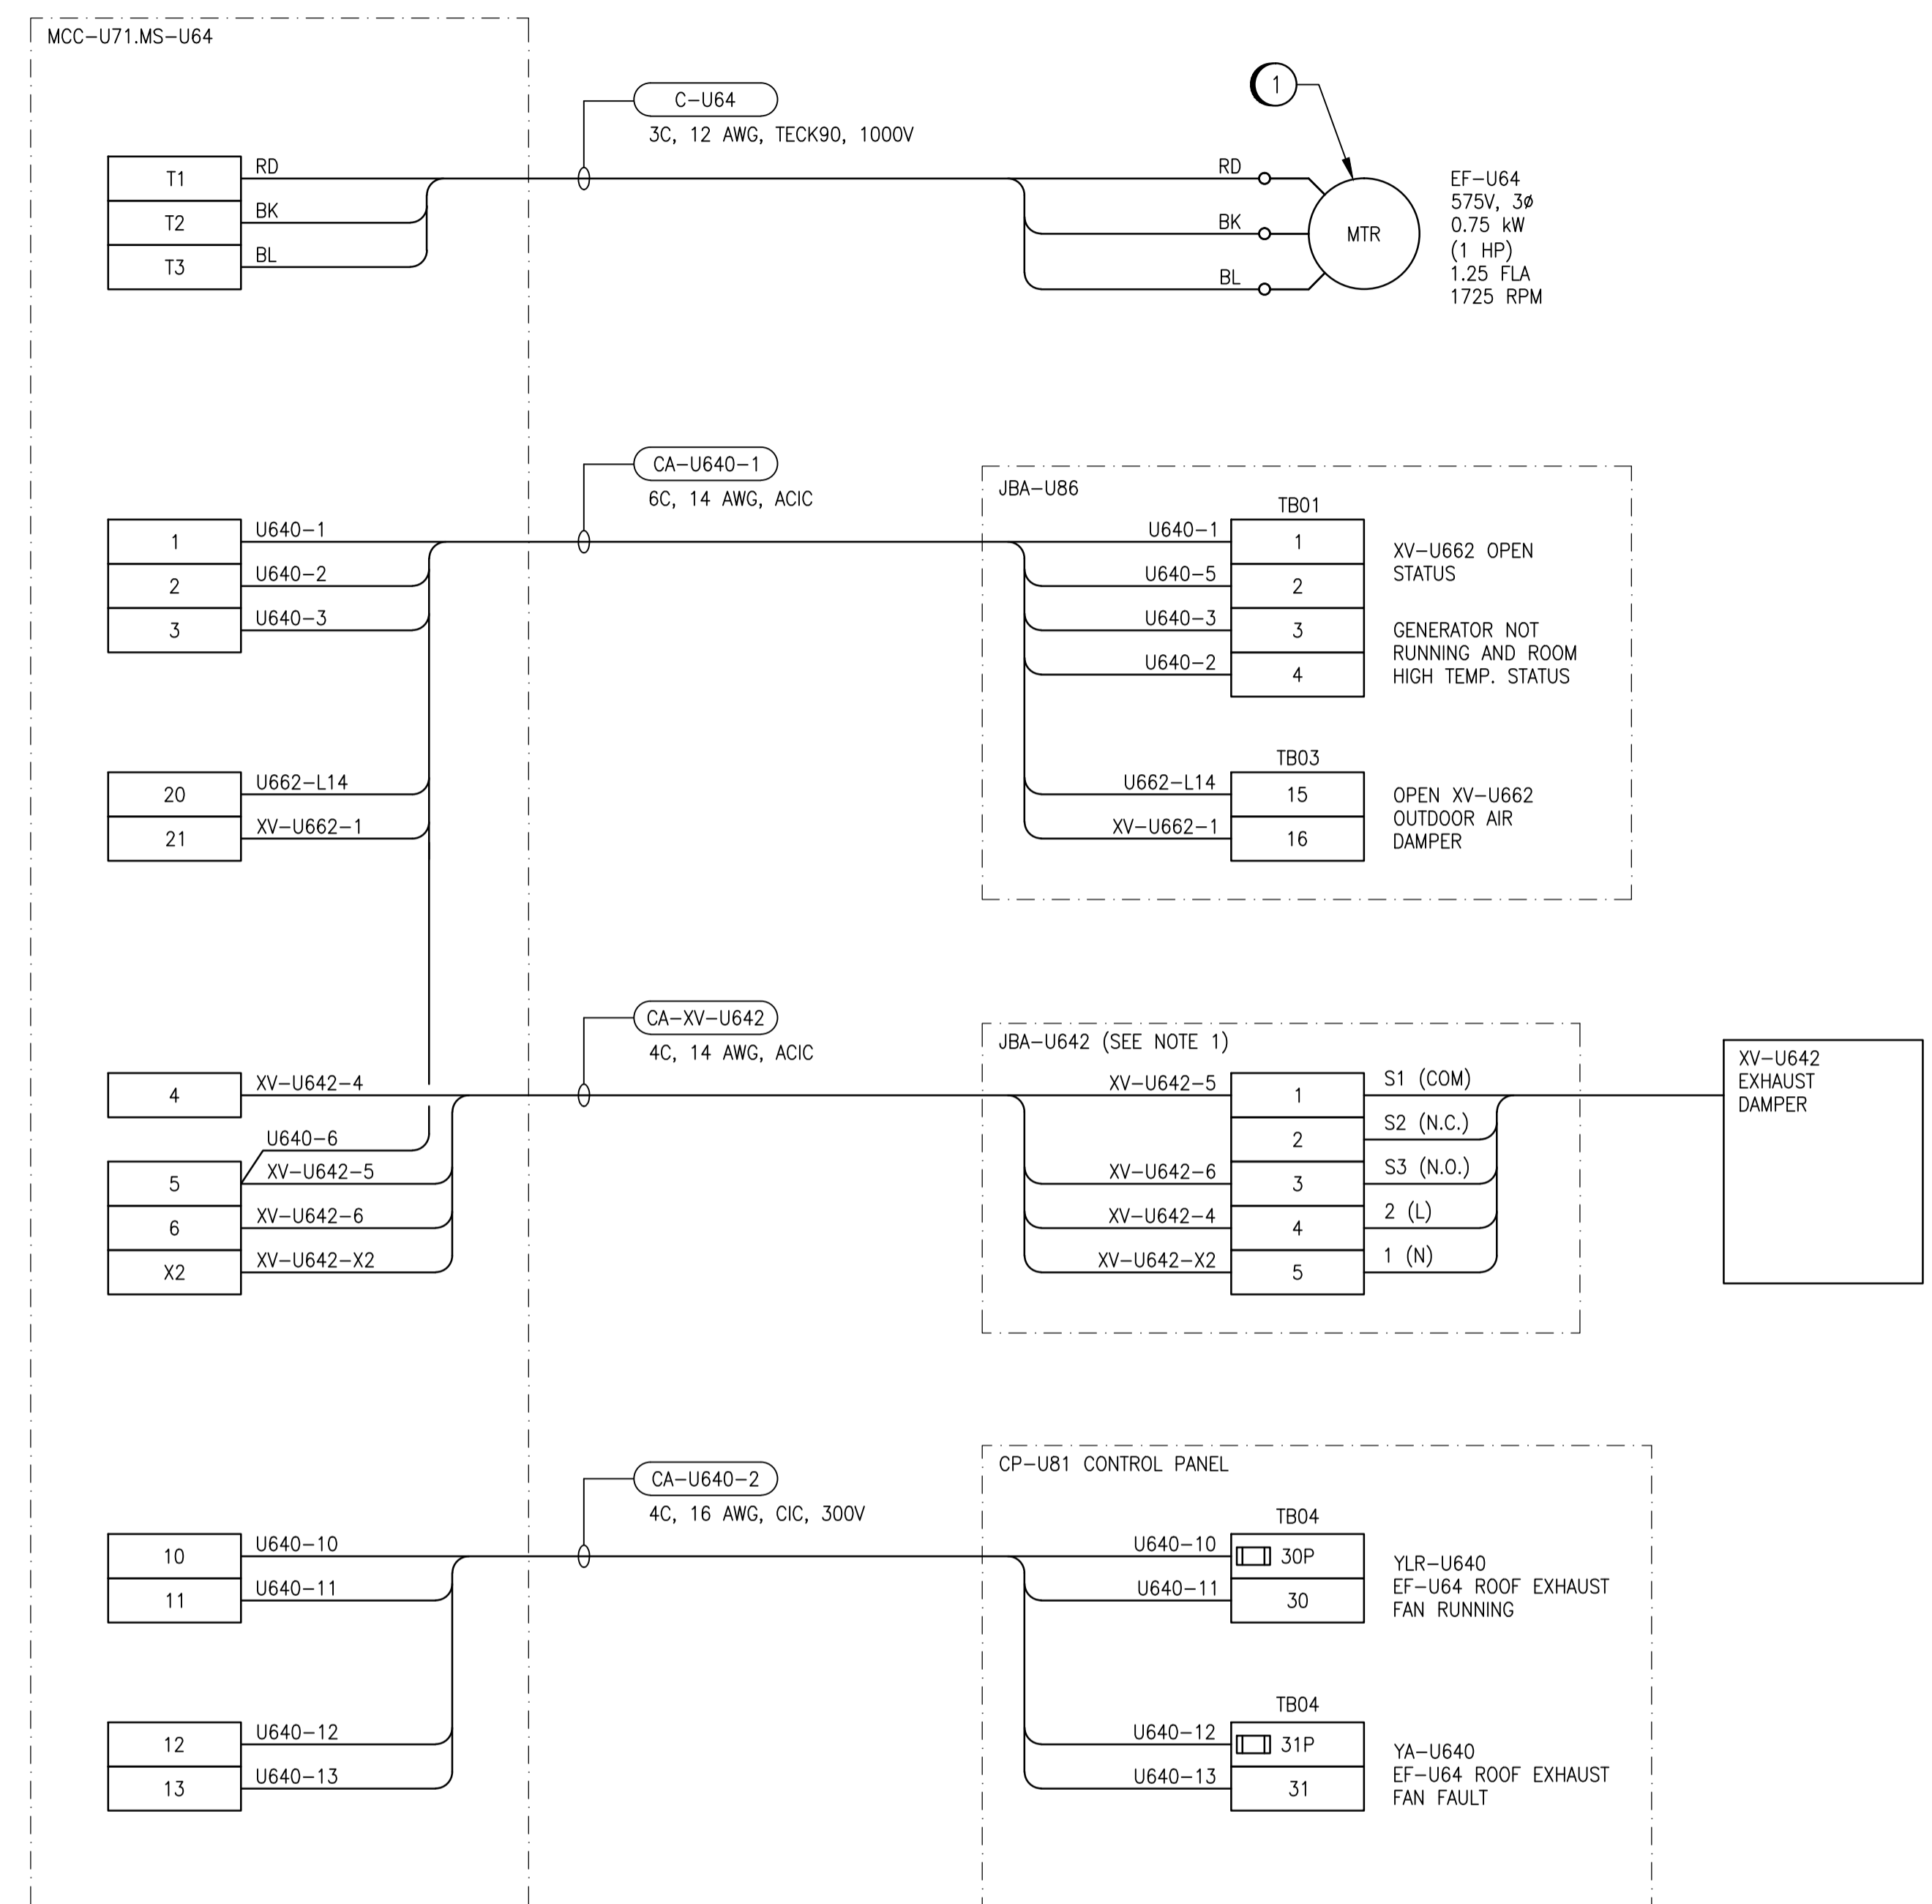 MCC-U71.MS-U64
C-U64
3C, 12 AWG, TECK90, 1000V
1
T1
RD
T2
BK
T3
BL
RD
BK
BL
MTR
EF-U64
575V, 3ø
0.75 kW
(1 HP)
1.25 FLA
1725 RPM
CA-U640-1
6C, 14 AWG, ACIC
1
U640-1
2
U640-2
3
U640-3
20
U662-L14
21
XV-U662-1
JBA-U86
TB01
U640-1
1
U640-5
2
U640-3
3
U640-2
4
XV-U662 OPEN
STATUS
GENERATOR NOT
RUNNING AND ROOM
HIGH TEMP. STATUS
TB03
U662-L14
15
XV-U662-1
16
OPEN XV-U662
OUTDOOR AIR
DAMPER
CA-XV-U642
4C, 14 AWG, ACIC
4
XV-U642-4
U640-6
5
XV-U642-5
6
XV-U642-6
X2
XV-U642-X2
JBA-U642 (SEE NOTE 1)
XV-U642-5
1
S1 (COM)
2
S2 (N.C.)
XV-U642-6
3
S3 (N.O.)
XV-U642-4
4
2 (L)
XV-U642-X2
5
1 (N)
XV-U642
EXHAUST
DAMPER
CA-U640-2
4C, 16 AWG, CIC, 300V
10
U640-10
11
U640-11
12
U640-12
13
U640-13
CP-U81 CONTROL PANEL
TB04
U640-10
30P
U640-11
30
YLR-U640
EF-U64 ROOF EXHAUST
FAN RUNNING
TB04
U640-12
31P
U640-13
31
YA-U640
EF-U64 ROOF EXHAUST
FAN FAULT